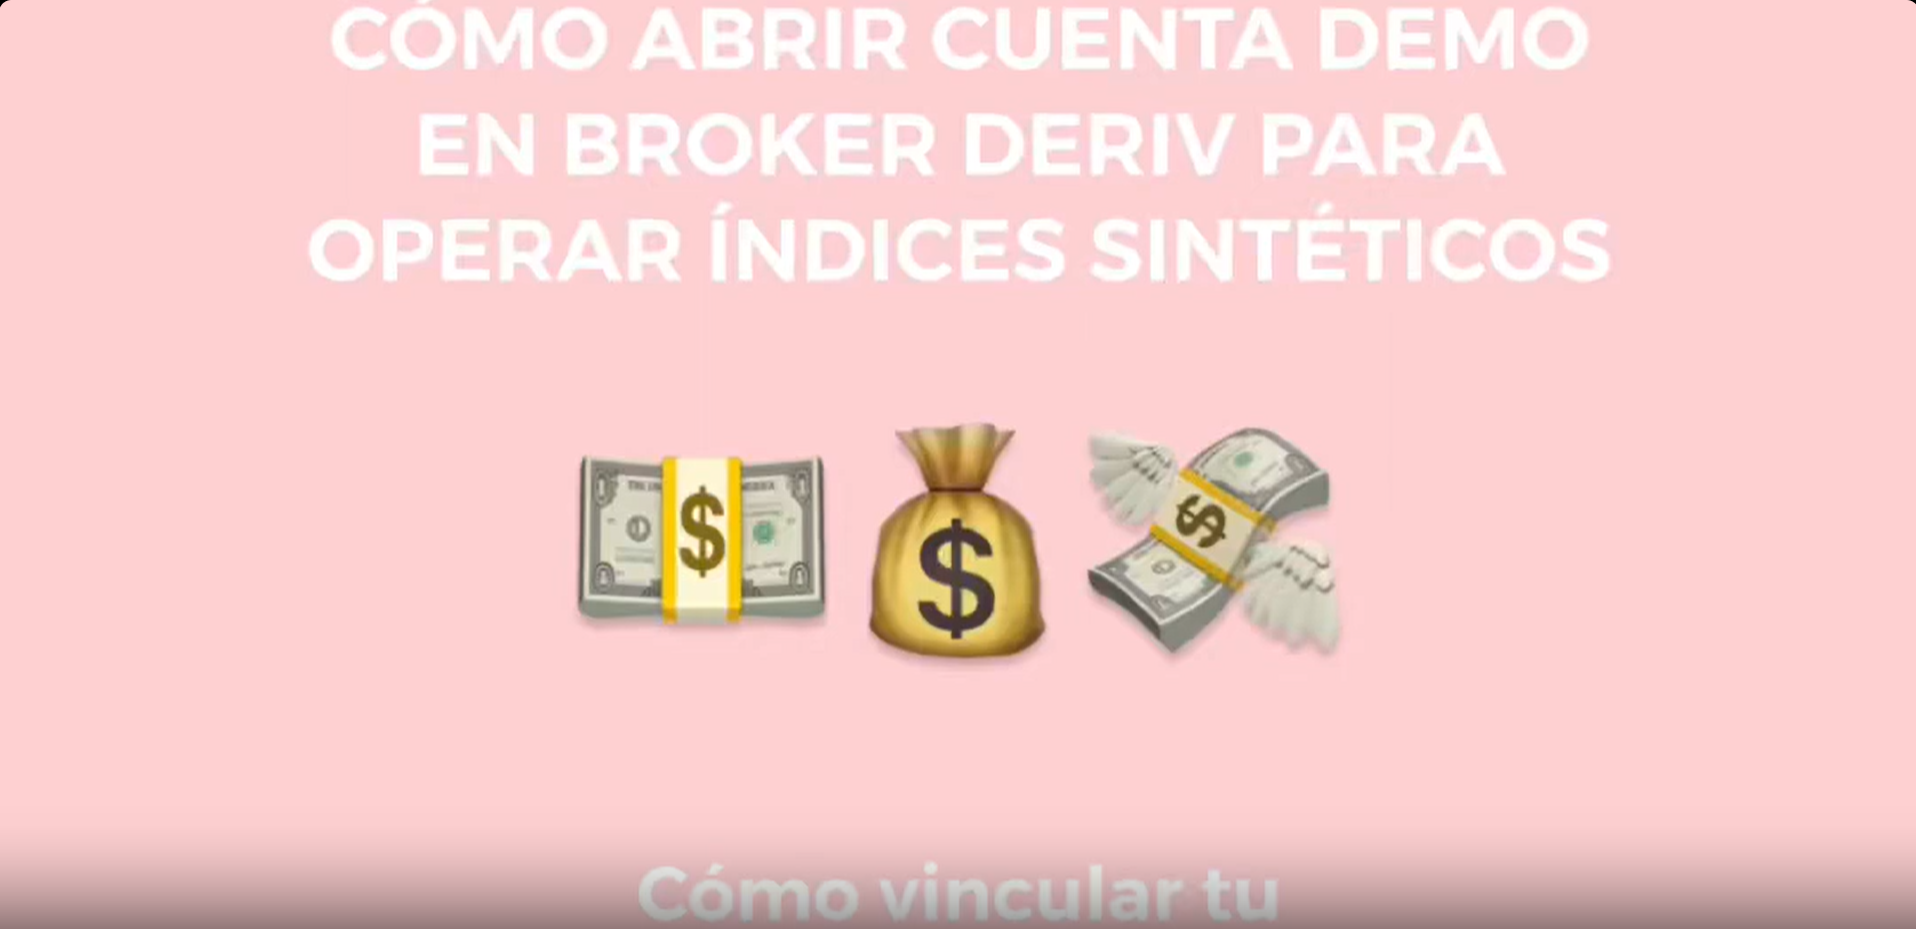 CÓMO ABRIR CUENTA DEMO
EN BROKER DERIV PARA
OPERAR ÍNDICES SINTÉTICOS
$ $ $
Cómo vincular tu